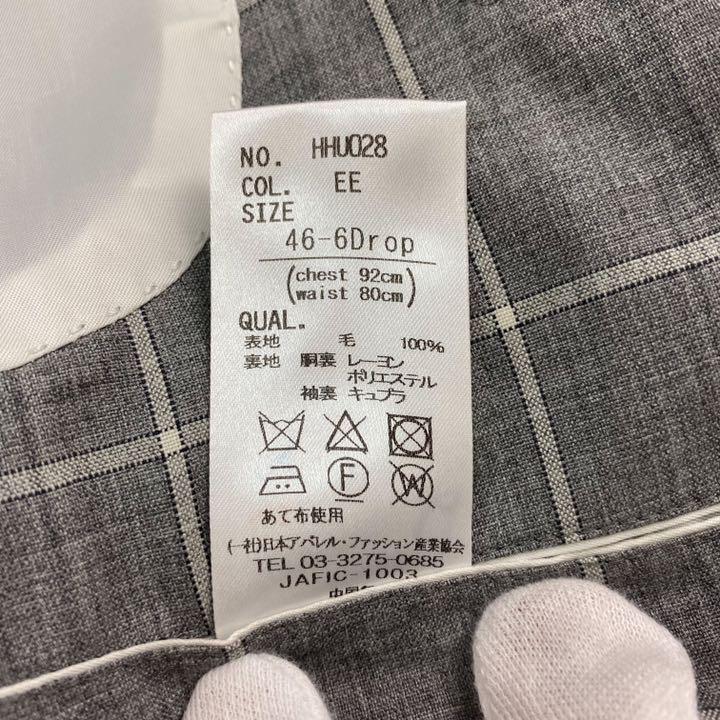 NO. HHU028
COL. EE
SIZE
46-6Drop
(chest 92cm
waist 80cm)
QUAL.
表地 毛 100%
裏地 胴裏 レーヨン
ポリエステル
袖裏 キュプラ
F W
あて布使用
(一社)日本アパレル・ファッション産業協会
TEL 03-3275-0685
JAFIC-1003